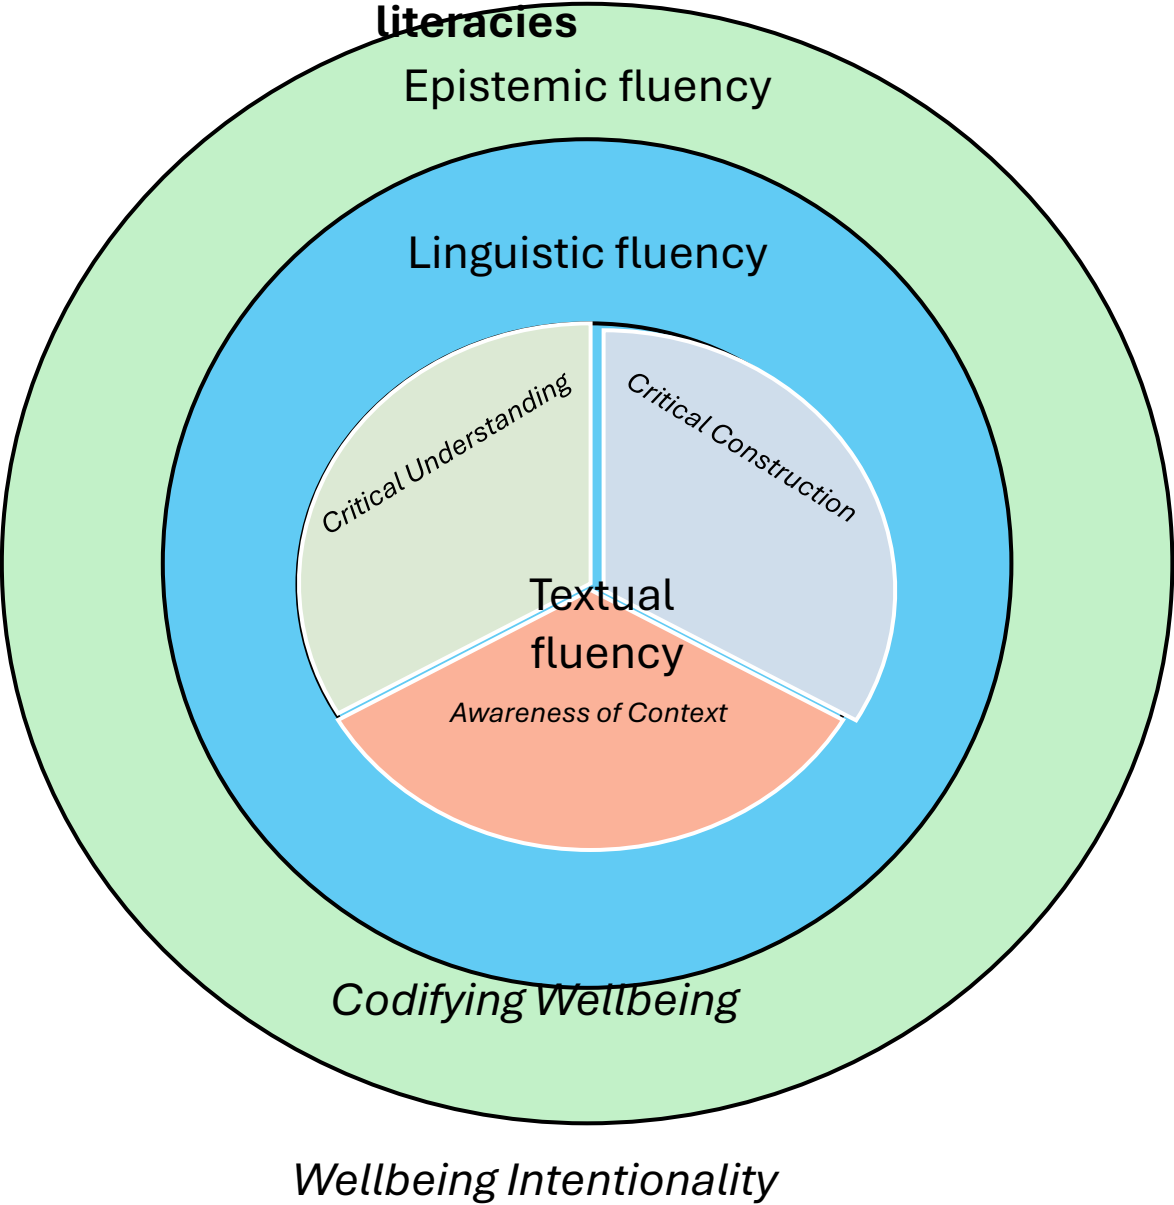 literacies
Epistemic fluency
Linguistic fluency
Critical Understanding
Critical Construction
Textual
fluency
Awareness of Context
Codifying Wellbeing
Wellbeing Intentionality